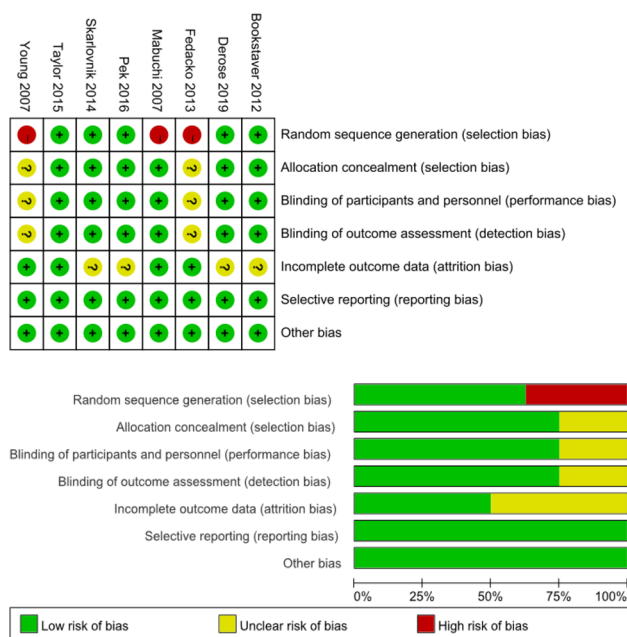 Young 2007
Taylor 2015
Skarlovnik 2014
Pek 2016
Mabuchi 2007
Fedacko 2013
Derose 2019
Bookstaver 2012
- + + + - - + + Random sequence generation (selection bias)
? + + + + ? + + Allocation concealment (selection bias)
? + + + + ? + + Blinding of participants and personnel (performance bias)
? + + + + ? + + Blinding of outcome assessment (detection bias)
+ + ? ? + + ? ? Incomplete outcome data (attrition bias)
+ + + + + + + + Selective reporting (reporting bias)
+ + + + + + + + Other bias
Random sequence generation (selection bias)
Allocation concealment (selection bias)
Blinding of participants and personnel (performance bias)
Blinding of outcome assessment (detection bias)
Incomplete outcome data (attrition bias)
Selective reporting (reporting bias)
Other bias
0% 25% 50% 75% 100%
Low risk of bias Unclear risk of bias High risk of bias